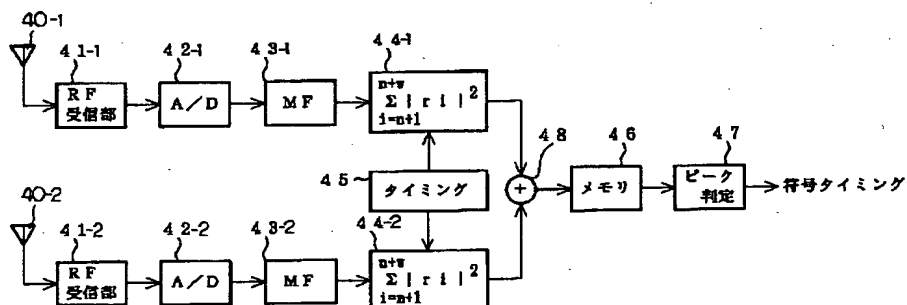 40-1
41-1
42-1
43-1
44-1
RF
受信部
A/D
MF
n+w
Σ|ri|²
i=n+1
48
46
47
45
タイミング
+
メモリ
ピーク
判定
符号タイミング
40-2
41-2
42-2
43-2
44-2
RF
受信部
A/D
MF
n+w
Σ|ri|²
i=n+1